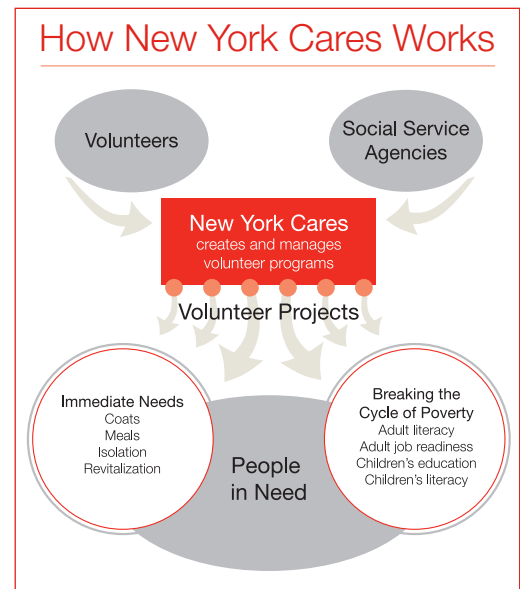 How New York Cares Works
Volunteers
Social Service
Agencies
New York Cares
creates and manages
volunteer programs
Volunteer Projects
Immediate Needs
Coats
Meals
Isolation
Revitalization
Breaking the
Cycle of Poverty
Adult literacy
Adult job readiness
Children's education
Children's literacy
People
in Need